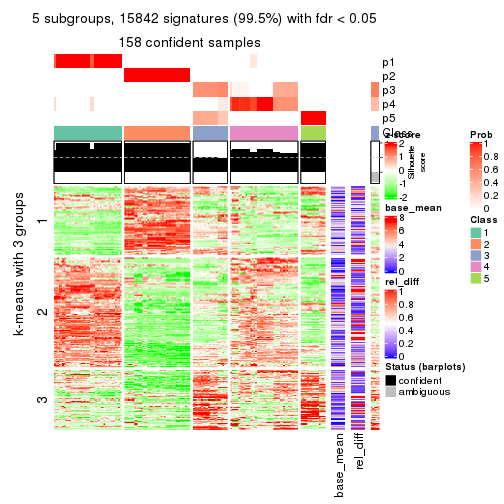 5 subgroups, 15842 signatures (99.5%) with fdr < 0.05
158 confident samples
p1
p2
p3
p4
p5
Class
k-means with 3 groups
1
2
3
Silhouette
score
z-score
2
1
0
-1
-2
base_mean
8
6
4
2
0
rel_diff
1
0.8
0.6
0.4
0.2
0
Status (barplots)
confident
ambiguous
Prob
1
0.8
0.6
0.4
0.2
0
Class
1
2
3
4
5
base_mean
rel_diff